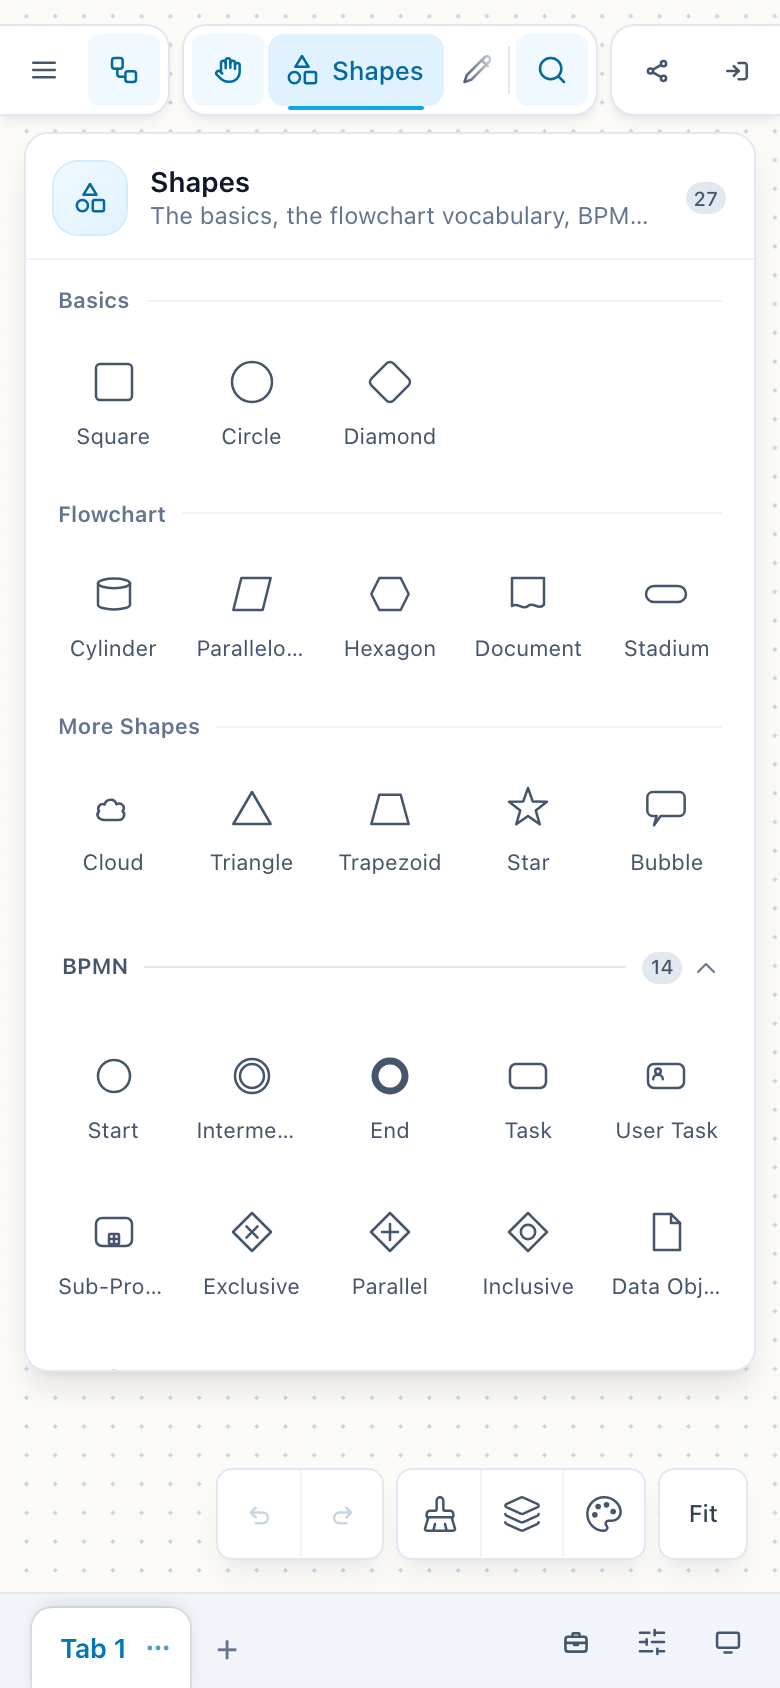 Shapes
Shapes
The basics, the flowchart vocabulary, BPM...
27
Basics
Square Circle Diamond
Flowchart
Cylinder Parallelo... Hexagon Document Stadium
More Shapes
Cloud Triangle Trapezoid Star Bubble
BPMN 14
Start Interme... End Task User Task
Sub-Pro... Exclusive Parallel Inclusive Data Obj...
Fit
Tab 1